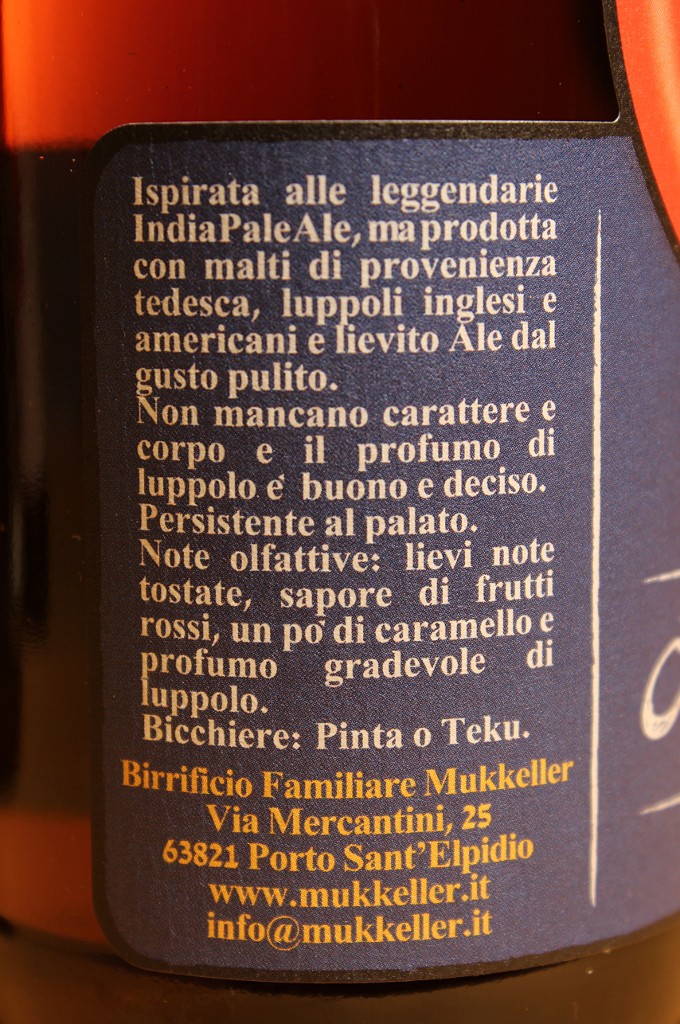 Ispirata alle leggendarie
IndiaPaleAle, ma prodotta
con malti di provenienza
tedesca, luppoli inglesi e
americani e lievito Ale dal
gusto pulito.
Non mancano carattere e
corpo e il profumo di
luppolo e' buono e deciso.
Persistente al palato.
Note olfattive: lievi note
tostate, sapore di frutti
rossi, un po' di caramello e
profumo gradevole di
luppolo.
Bicchiere: Pinta o Teku.
Birrificio Familiare Mukkeller
Via Mercantini, 25
63821 Porto Sant'Elpidio
www.mukkeller.it
info@mukkeller.it